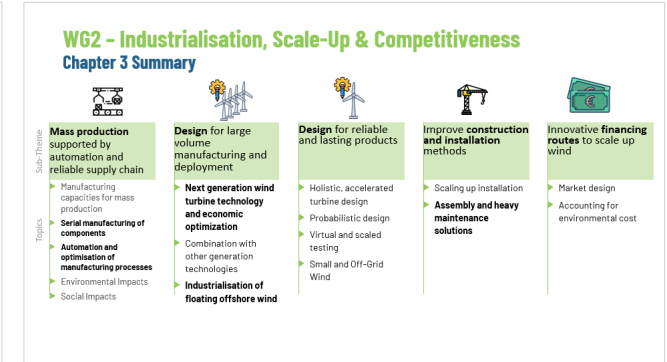 WG2 – Industrialisation, Scale-Up & Competitiveness
Chapter 3 Summary
Sub-Theme
Mass production
supported by
automation and
reliable supply chain
Design for large
volume
manufacturing and
deployment
Design for reliable
and lasting products
Improve construction
and installation
methods
Innovative financing
routes to scale up
wind
Topics
Manufacturing
capacities for mass
production
Serial manufacturing of
components
Automation and
optimisation of
manufacturing processes
Environmental Impacts
Social Impacts
Next generation wind
turbine technology
and economic
optimization
Combination with
other generation
technologies
Industrialisation of
floating offshore wind
Holistic, accelerated
turbine design
Probabilistic design
Virtual and scaled
testing
Small and Off-Grid
Wind
Scaling up installation
Assembly and heavy
maintenance
solutions
Market design
Accounting for
environmental cost